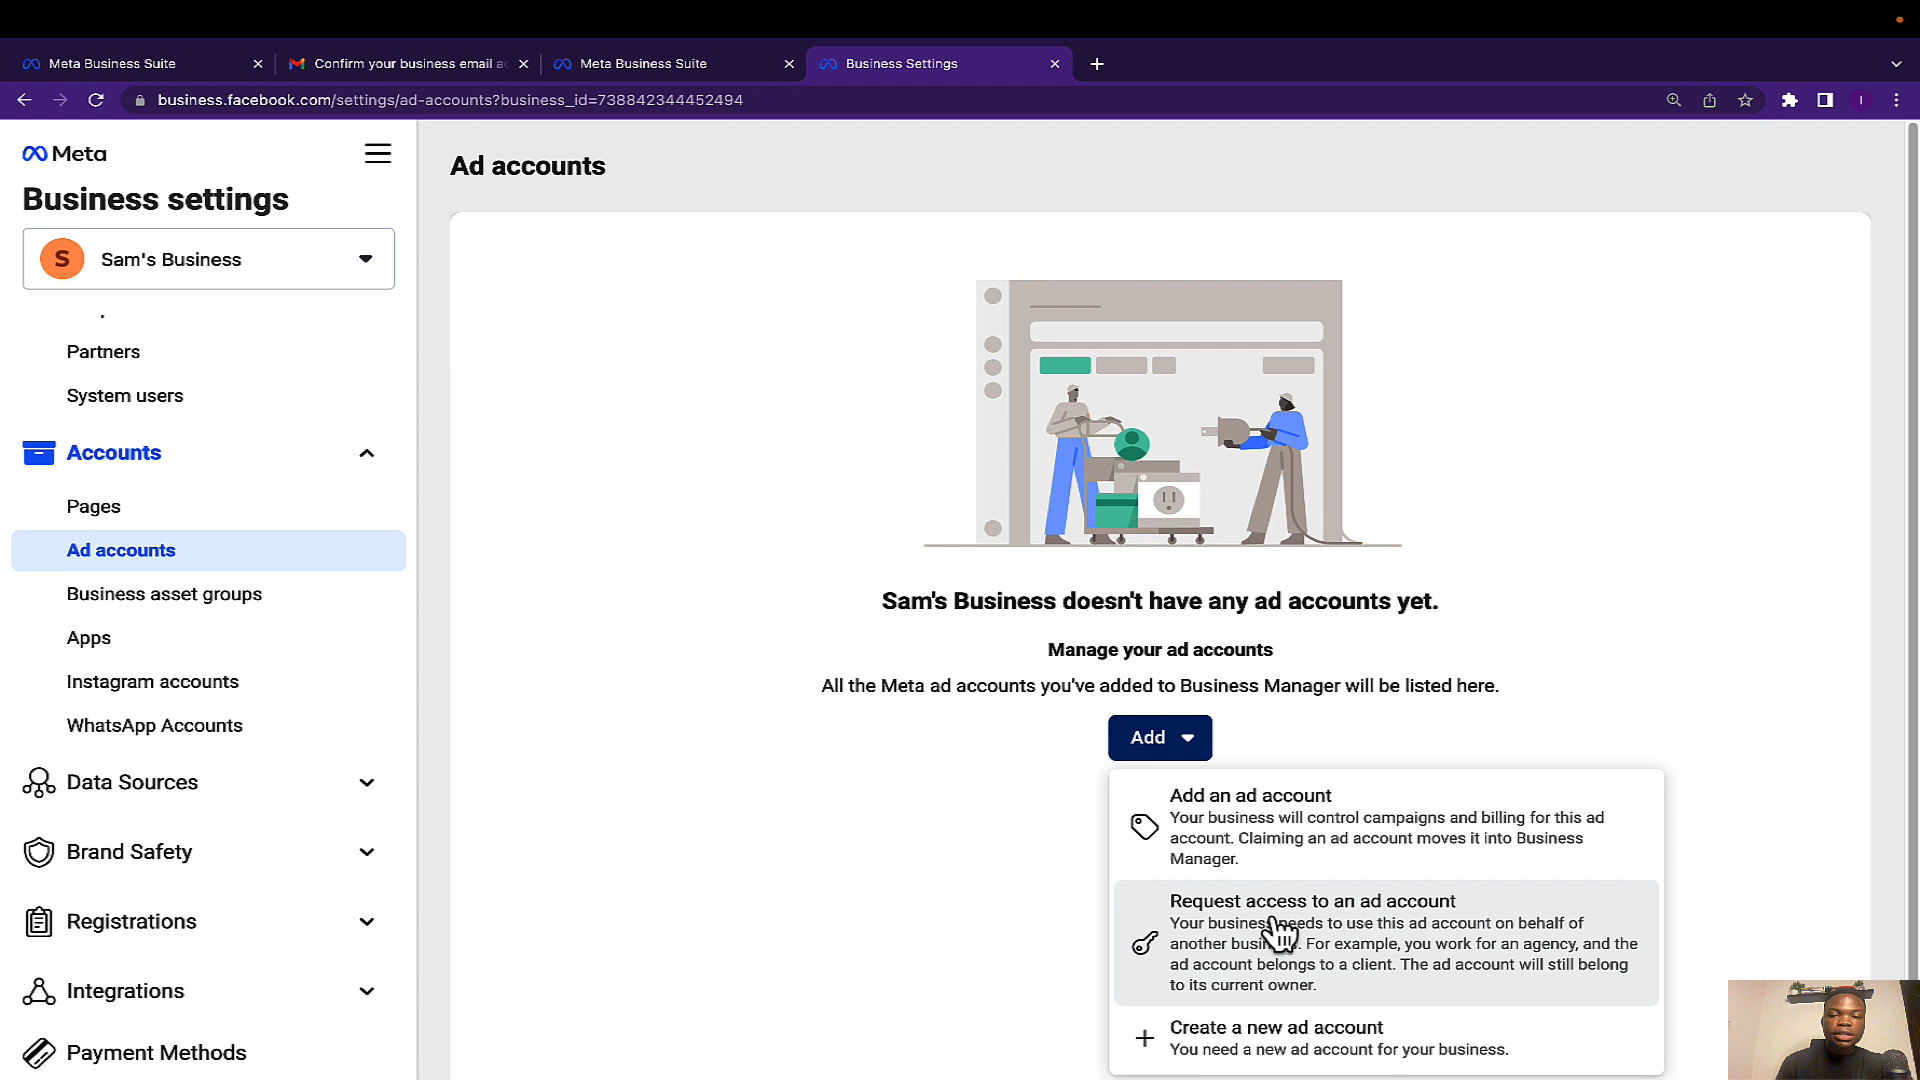 Meta Business Suite
Confirm your business email a
Meta Business Suite
Business Settings
business.facebook.com/settings/ad-accounts?business_id=738842344452494
I
Meta
Business settings
S
Sam's Business
Partners
System users
Accounts
Pages
Ad accounts
Business asset groups
Apps
Instagram accounts
WhatsApp Accounts
Data Sources
Brand Safety
Registrations
Integrations
Payment Methods
Ad accounts
Sam's Business doesn't have any ad accounts yet.
Manage your ad accounts
All the Meta ad accounts you've added to Business Manager will be listed here.
Add
Add an ad account
Your business will control campaigns and billing for this ad
account. Claiming an ad account moves it into Business
Manager.
Request access to an ad account
Your business needs to use this ad account on behalf of
another business. For example, you work for an agency, and the
ad account belongs to a client. The ad account will still belong
to its current owner.
Create a new ad account
You need a new ad account for your business.